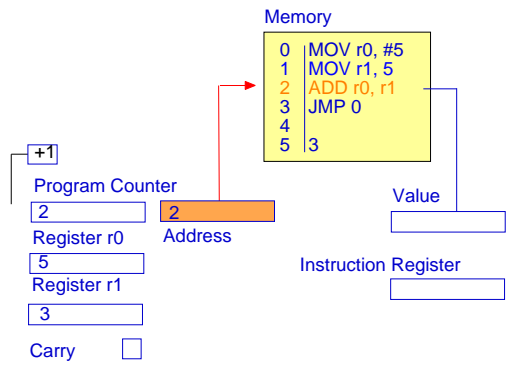 Memory
0 MOV r0, #5
1 MOV r1, 5
2 ADD r0, r1
3 JMP 0
4
5 3
+1
Program Counter
2
2
Address
Value
Register r0
5
Instruction Register
Register r1
3
Carry